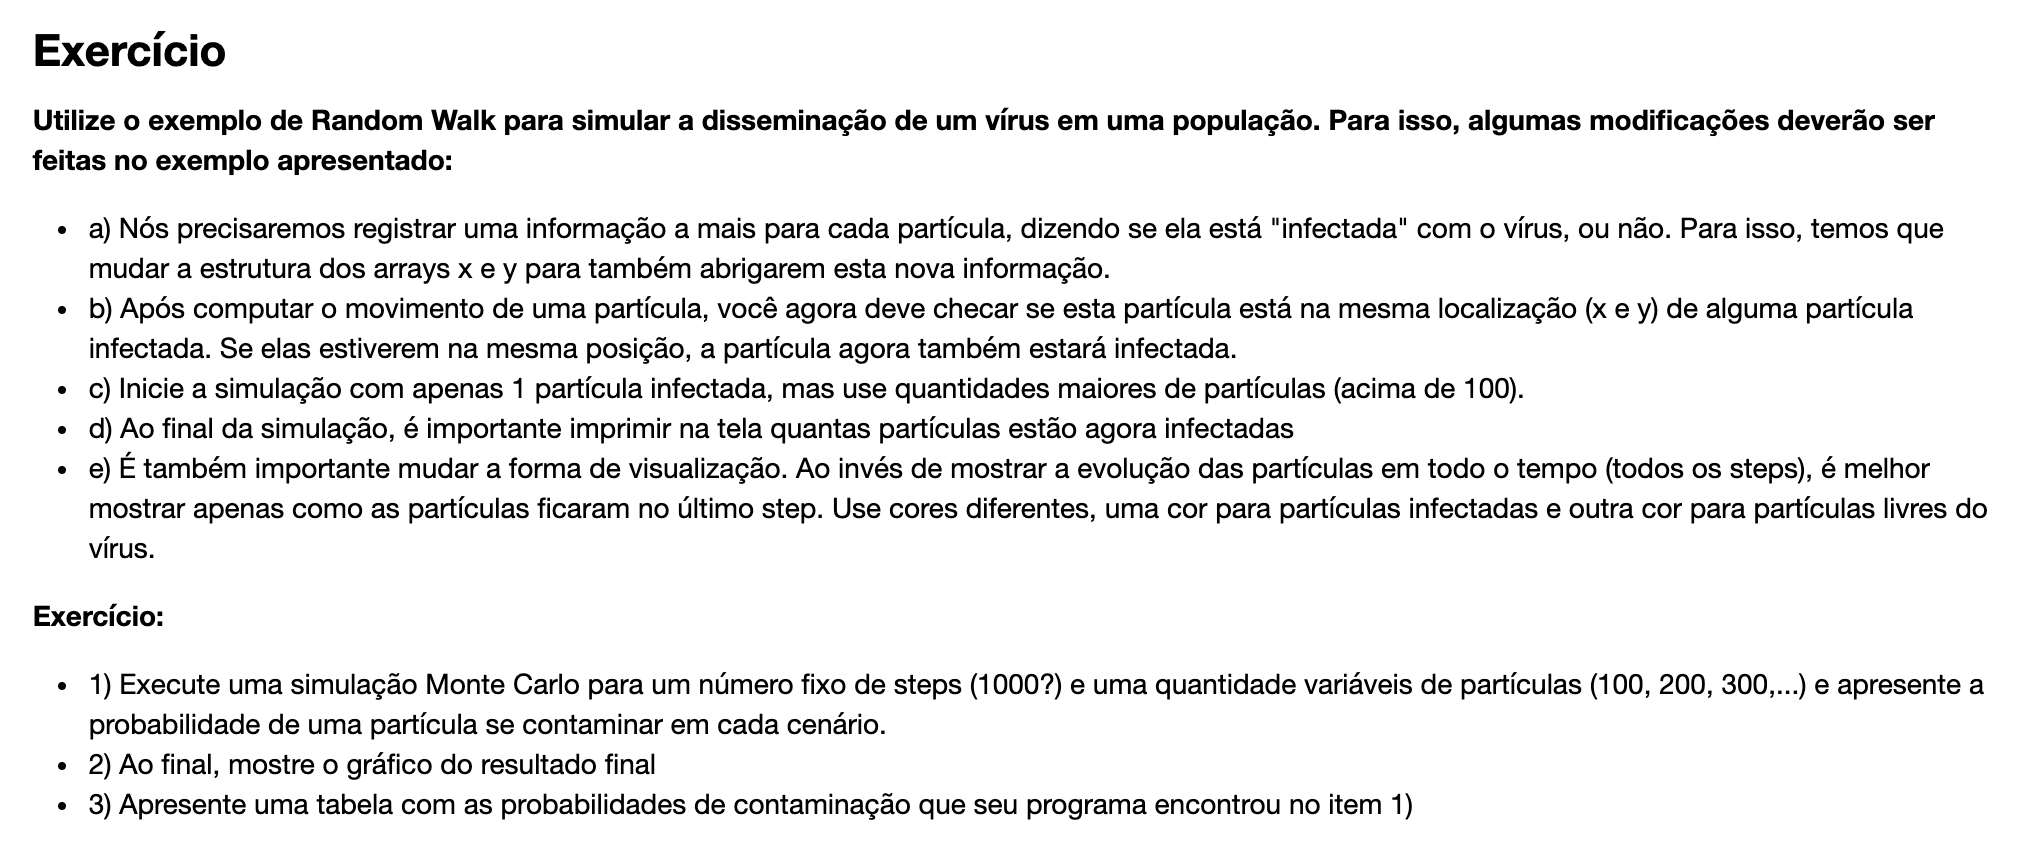 Exercício
Utilize o exemplo de Random Walk para simular a disseminação de um vírus em uma população. Para isso, algumas modificações deverão ser
feitas no exemplo apresentado:
• a) Nós precisaremos registrar uma informação a mais para cada partícula, dizendo se ela está "infectada" com o vírus, ou não. Para isso, temos que
mudar a estrutura dos arrays x e y para também abrigarem esta nova informação.
• b) Após computar o movimento de uma partícula, você agora deve checar se esta partícula está na mesma localização (x e y) de alguma partícula
infectada. Se elas estiverem na mesma posição, a partícula agora também estará infectada.
• c) Inicie a simulação com apenas 1 partícula infectada, mas use quantidades maiores de partículas (acima de 100).
• d) Ao final da simulação, é importante imprimir na tela quantas partículas estão agora infectadas
• e) É também importante mudar a forma de visualização. Ao invés de mostrar a evolução das partículas em todo o tempo (todos os steps), é melhor
mostrar apenas como as partículas ficaram no último step. Use cores diferentes, uma cor para partículas infectadas e outra cor para partículas livres do
vírus.
Exercício:
• 1) Execute uma simulação Monte Carlo para um número fixo de steps (1000?) e uma quantidade variáveis de partículas (100, 200, 300,...) e apresente a
probabilidade de uma partícula se contaminar em cada cenário.
• 2) Ao final, mostre o gráfico do resultado final
• 3) Apresente uma tabela com as probabilidades de contaminação que seu programa encontrou no item 1)